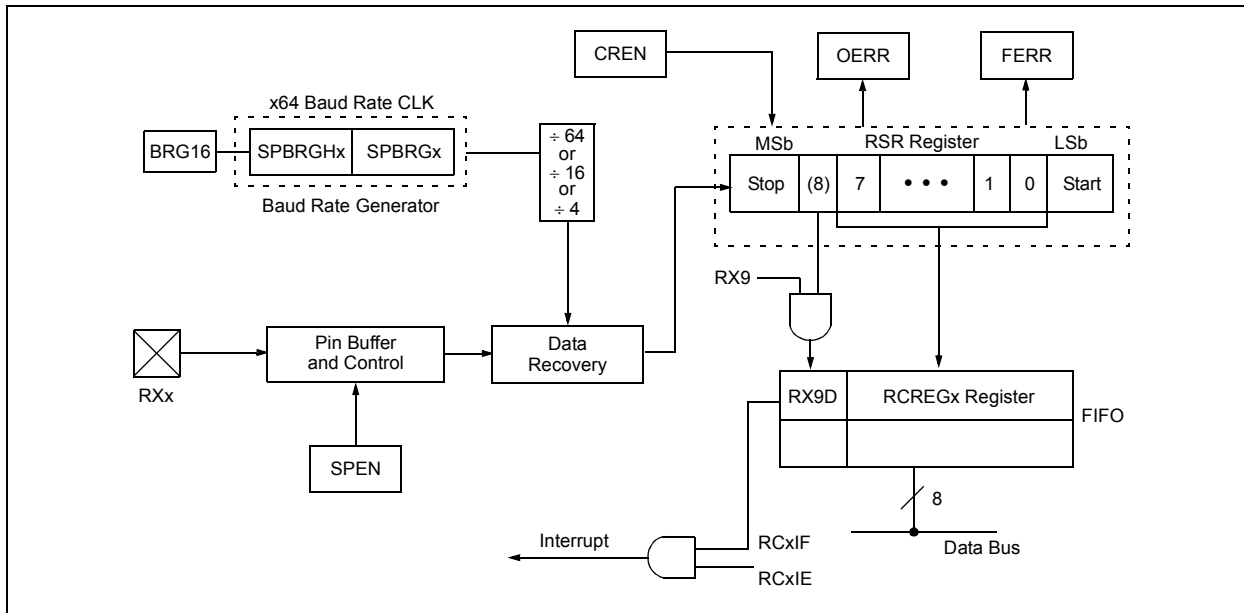 CREN
OERR
FERR
x64 Baud Rate CLK
BRG16
SPBRGHx
SPBRGx
Baud Rate Generator
÷ 64
or
÷ 16
or
÷ 4
MSb
RSR Register
LSb
Stop
(8)
7
• • •
1
0
Start
RX9
Pin Buffer
and Control
Data
Recovery
RXx
SPEN
RX9D
RCREGx Register
FIFO
8
Data Bus
Interrupt
RCxIF
RCxIE